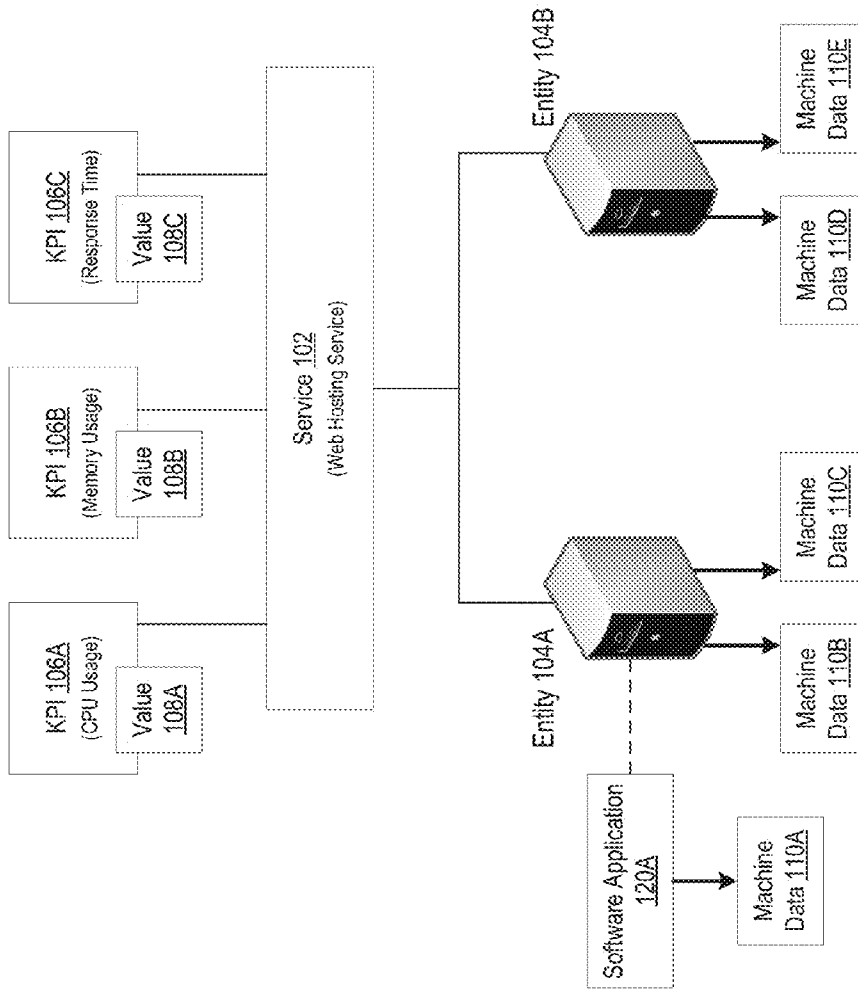 KPI 106A
(CPU Usage)
Value
108A
KPI 106B
(Memory Usage)
Value
108B
KPI 106C
(Response Time)
Value
108C
Service 102
(Web Hosting Service)
Entity 104A
Entity 104B
Software Application
120A
Machine
Data 110A
Machine
Data 110B
Machine
Data 110C
Machine
Data 110D
Machine
Data 110E